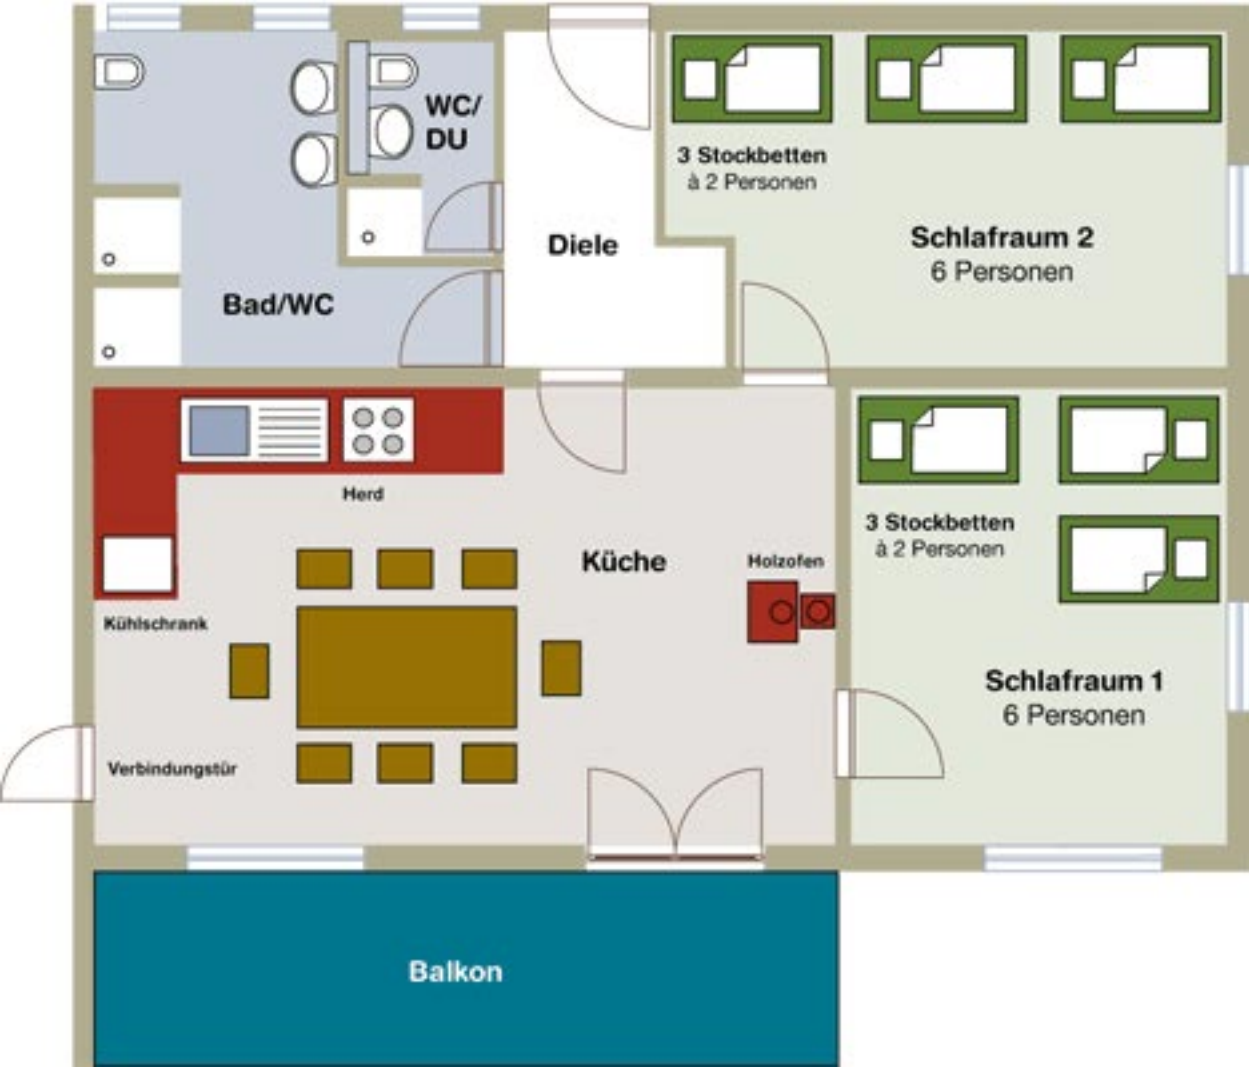 WC/
DU
3 Stockbetten
à 2 Personen
Schlafraum 2
6 Personen
Diele
Bad/WC
Herd
Küche
Holzofen
3 Stockbetten
à 2 Personen
Kühlschrank
Schlafraum 1
6 Personen
Verbindungstür
Balkon